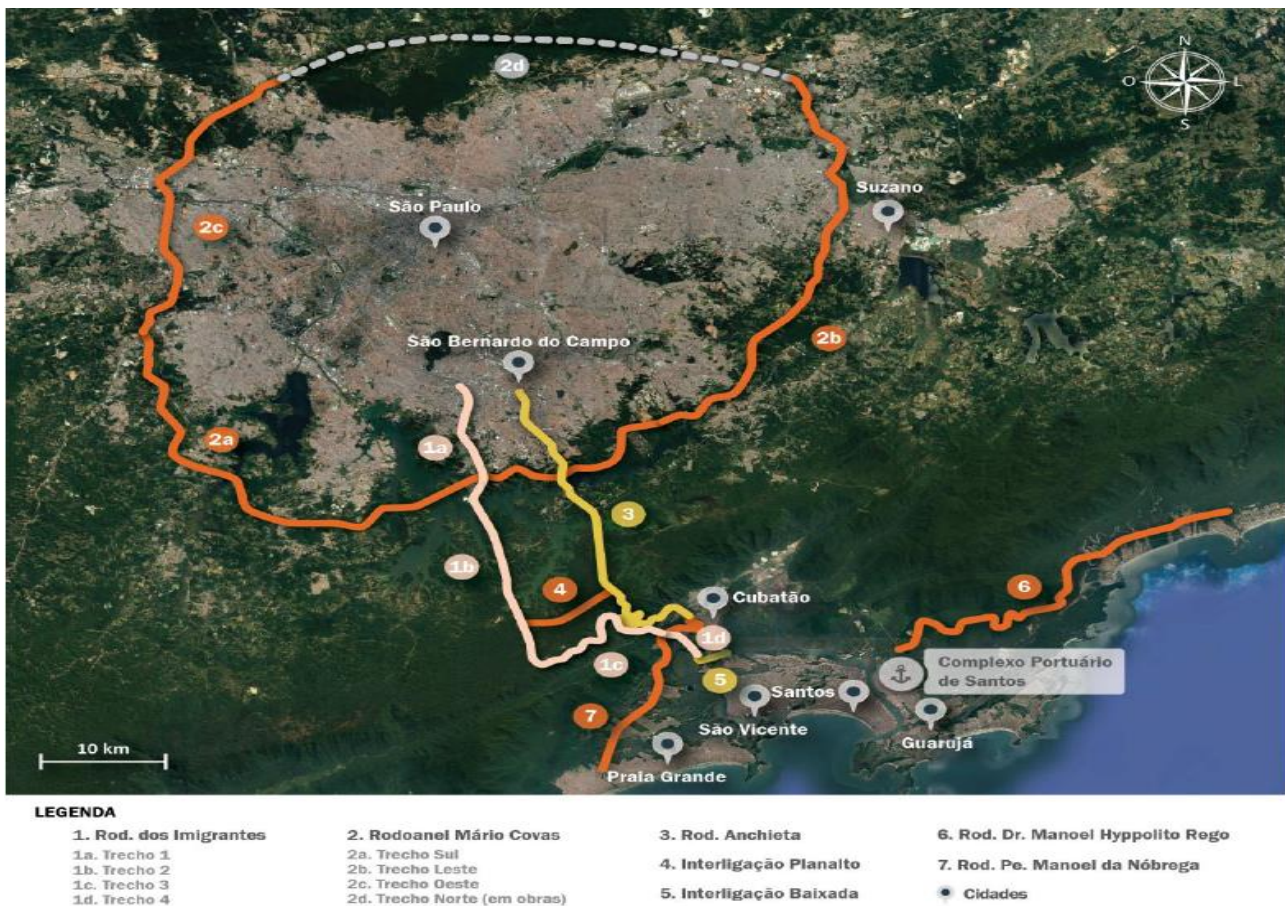 2d
N
O
L
S
Suzano
São Paulo
2c
São Bernardo do Campo
2b
2a
1a
3
1b
4
6
Cubatão
1d
1c
Complexo Portuário
de Santos
5
Santos
7
São Vicente
Guarujá
10 km
Praia Grande
LEGENDA
1. Rod. dos Imigrantes
1a. Trecho 1
1b. Trecho 2
1c. Trecho 3
1d. Trecho 4
2. Rodoanel Mário Covas
2a. Trecho Sul
2b. Trecho Leste
2c. Trecho Oeste
2d. Trecho Norte (em obras)
3. Rod. Anchieta
4. Interligação Planalto
5. Interligação Baixada
6. Rod. Dr. Manoel Hyppolito Rego
7. Rod. Pe. Manoel da Nóbrega
Cidades